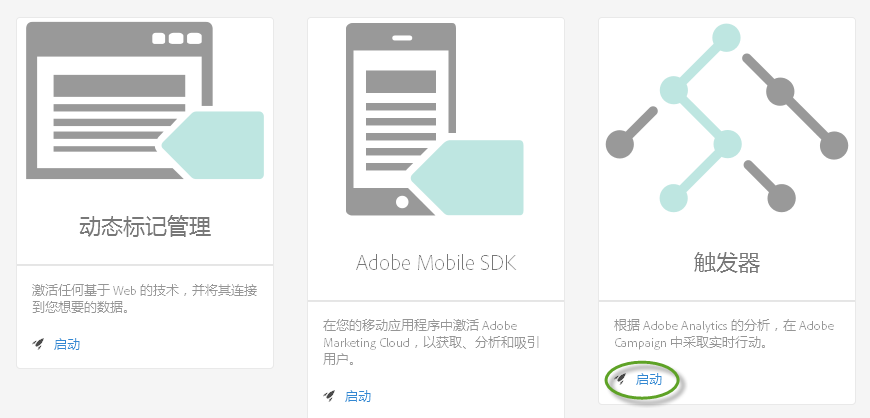 动态标记管理
激活任何基于 Web 的技术，并将其连接
到您想要的数据。
启动
Adobe Mobile SDK
在您的移动应用程序中激活 Adobe
Marketing Cloud，以获取、分析和吸引
用户。
启动
触发器
根据 Adobe Analytics 的分析，在 Adobe
Campaign 中采取实时行动。
启动